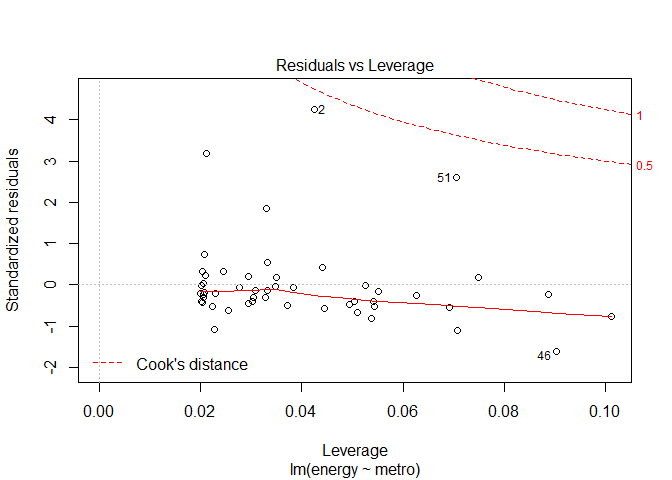 Residuals vs Leverage
Standardized residuals
4
3
2
1
0
-1
-2
2
51
46
1
0.5
Cook's distance
0.00 0.02 0.04 0.06 0.08 0.10
Leverage
lm(energy ~ metro)